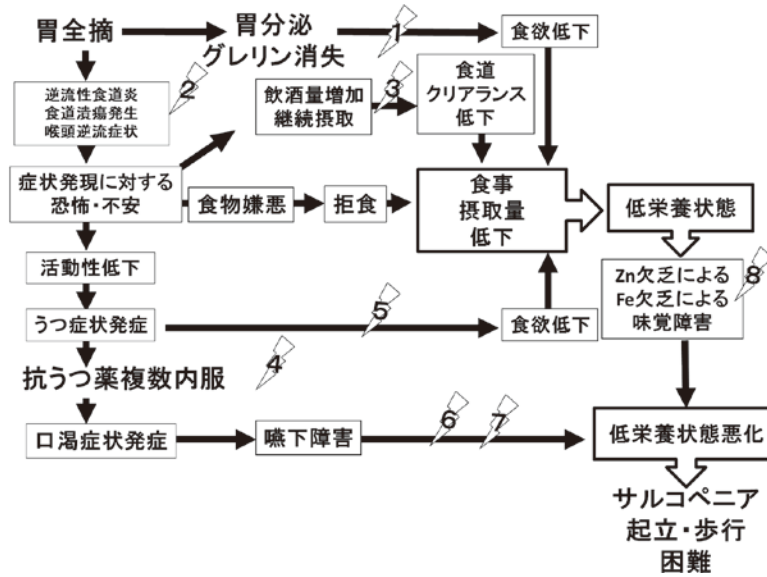 胃全摘
胃分泌
グレリン消失
1
食欲低下
2
逆流性食道炎
食道潰瘍発生
喉頭逆流症状
飲酒量増加
継続摂取
3
食道
クリアランス
低下
症状発現に対する
恐怖・不安
食物嫌悪
拒食
食事
摂取量
低下
低栄養状態
活動性低下
Zn欠乏による
Fe欠乏による
味覚障害
8
うつ症状発症
5
食欲低下
抗うつ薬複数内服
4
口渇症状発症
嚥下障害
6
7
低栄養状態悪化
サルコペニア
起立・歩行
困難